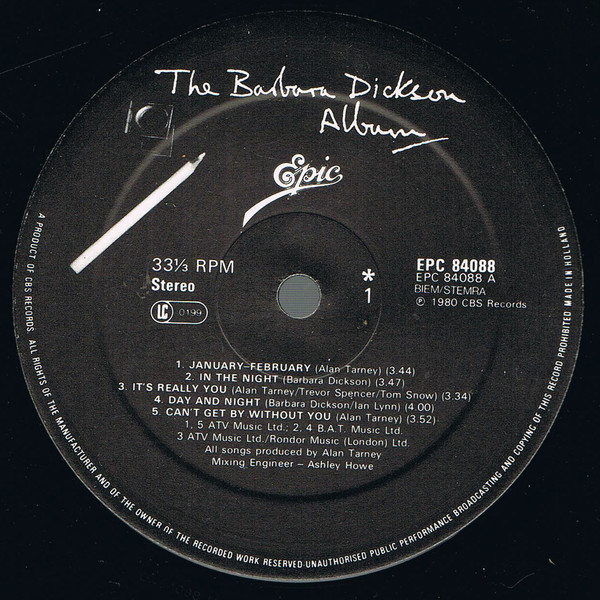 The Barbara Dickson
Album
Epic
33⅓ RPM
Stereo
LC 0199
*
1
EPC 84088
EPC 84088 A
BIEM/STEMRA
℗ 1980 CBS Records
1. JANUARY–FEBRUARY (Alan Tarney) (3.44)
2. IN THE NIGHT (Barbara Dickson) (3.47)
3. IT'S REALLY YOU (Alan Tarney/Trevor Spencer/Tom Snow) (3.34)
4. DAY AND NIGHT (Barbara Dickson/Ian Lynn) (4.00)
5. CAN'T GET BY WITHOUT YOU (Alan Tarney) (3.52)
1, 5 ATV Music Ltd.; 2, 4 B.A.T. Music Ltd.
3 ATV Music Ltd./Rondor Music (London) Ltd.
All songs produced by Alan Tarney
Mixing Engineer – Ashley Howe
A PRODUCT OF CBS RECORDS. ALL RIGHTS OF THE MANUFACTURER AND OF THE OWNER OF THE RECORDED WORK RESERVED·UNAUTHORISED PUBLIC PERFORMANCE BROADCASTING AND COPYING OF THIS RECORD PROHIBITED MADE IN HOLLAND